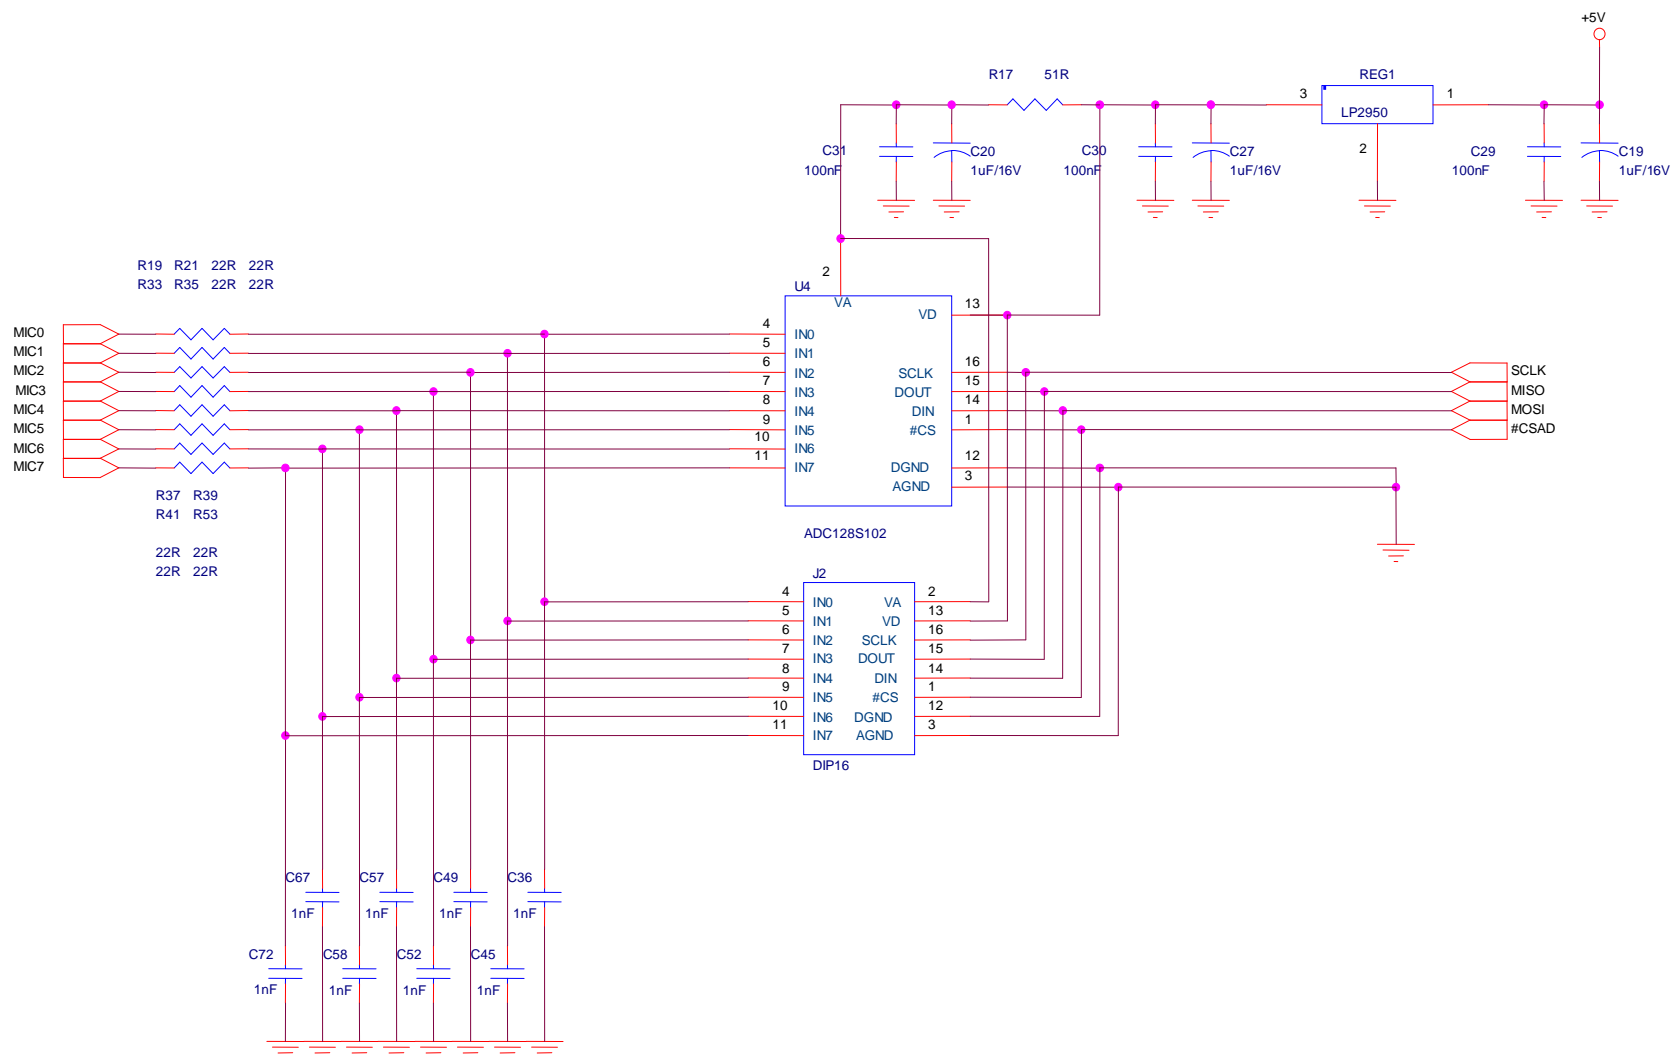 +5V
R17 51R
REG1
3
1
LP2950
2
C31
100nF
C20
1uF/16V
C30
100nF
C27
1uF/16V
C29
100nF
C19
1uF/16V
R19 R21 22R 22R
R33 R35 22R 22R
2
U4
VA
13
VD
MIC0
MIC1
MIC2
MIC3
MIC4
MIC5
MIC6
MIC7
4
IN0
5
IN1
6
IN2
7
IN3
8
IN4
9
IN5
10
IN6
11
IN7
16
SCLK
15
DOUT
14
DIN
1
#CS
12
DGND
3
AGND
SCLK
MISO
MOSI
#CSAD
R37 R39
R41 R53
22R 22R
22R 22R
ADC128S102
J2
4
IN0
VA
2
5
IN1
VD
13
6
IN2
SCLK
16
7
IN3
DOUT
15
8
IN4
DIN
14
9
IN5
#CS
1
10
IN6
DGND
12
11
IN7
AGND
3
DIP16
C67
1nF
C57
1nF
C49
1nF
C36
1nF
C72
1nF
C58
1nF
C52
1nF
C45
1nF